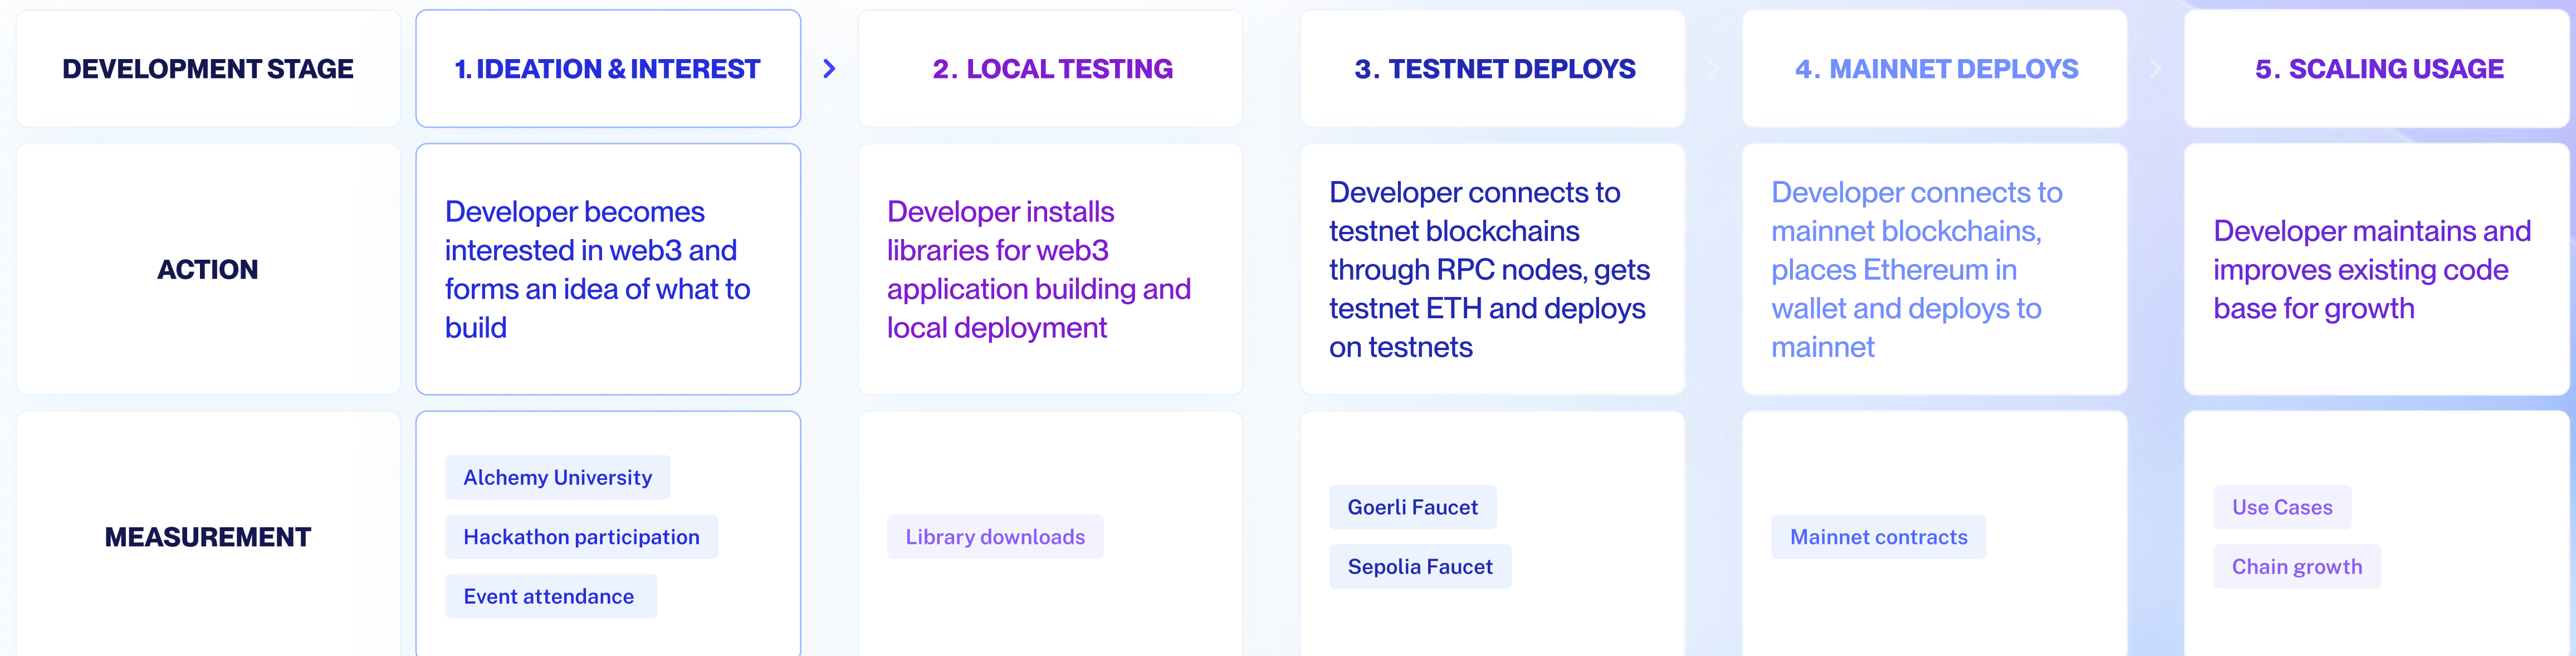 DEVELOPMENT STAGE
1. IDEATION & INTEREST
2. LOCAL TESTING
3. TESTNET DEPLOYS
4. MAINNET DEPLOYS
5. SCALING USAGE
ACTION
Developer becomes
interested in web3 and
forms an idea of what to
build
Developer installs
libraries for web3
application building and
local deployment
Developer connects to
testnet blockchains
through RPC nodes, gets
testnet ETH and deploys
on testnets
Developer connects to
mainnet blockchains,
places Ethereum in
wallet and deploys to
mainnet
Developer maintains and
improves existing code
base for growth
MEASUREMENT
Alchemy University
Hackathon participation
Event attendance
Library downloads
Goerli Faucet
Sepolia Faucet
Mainnet contracts
Use Cases
Chain growth